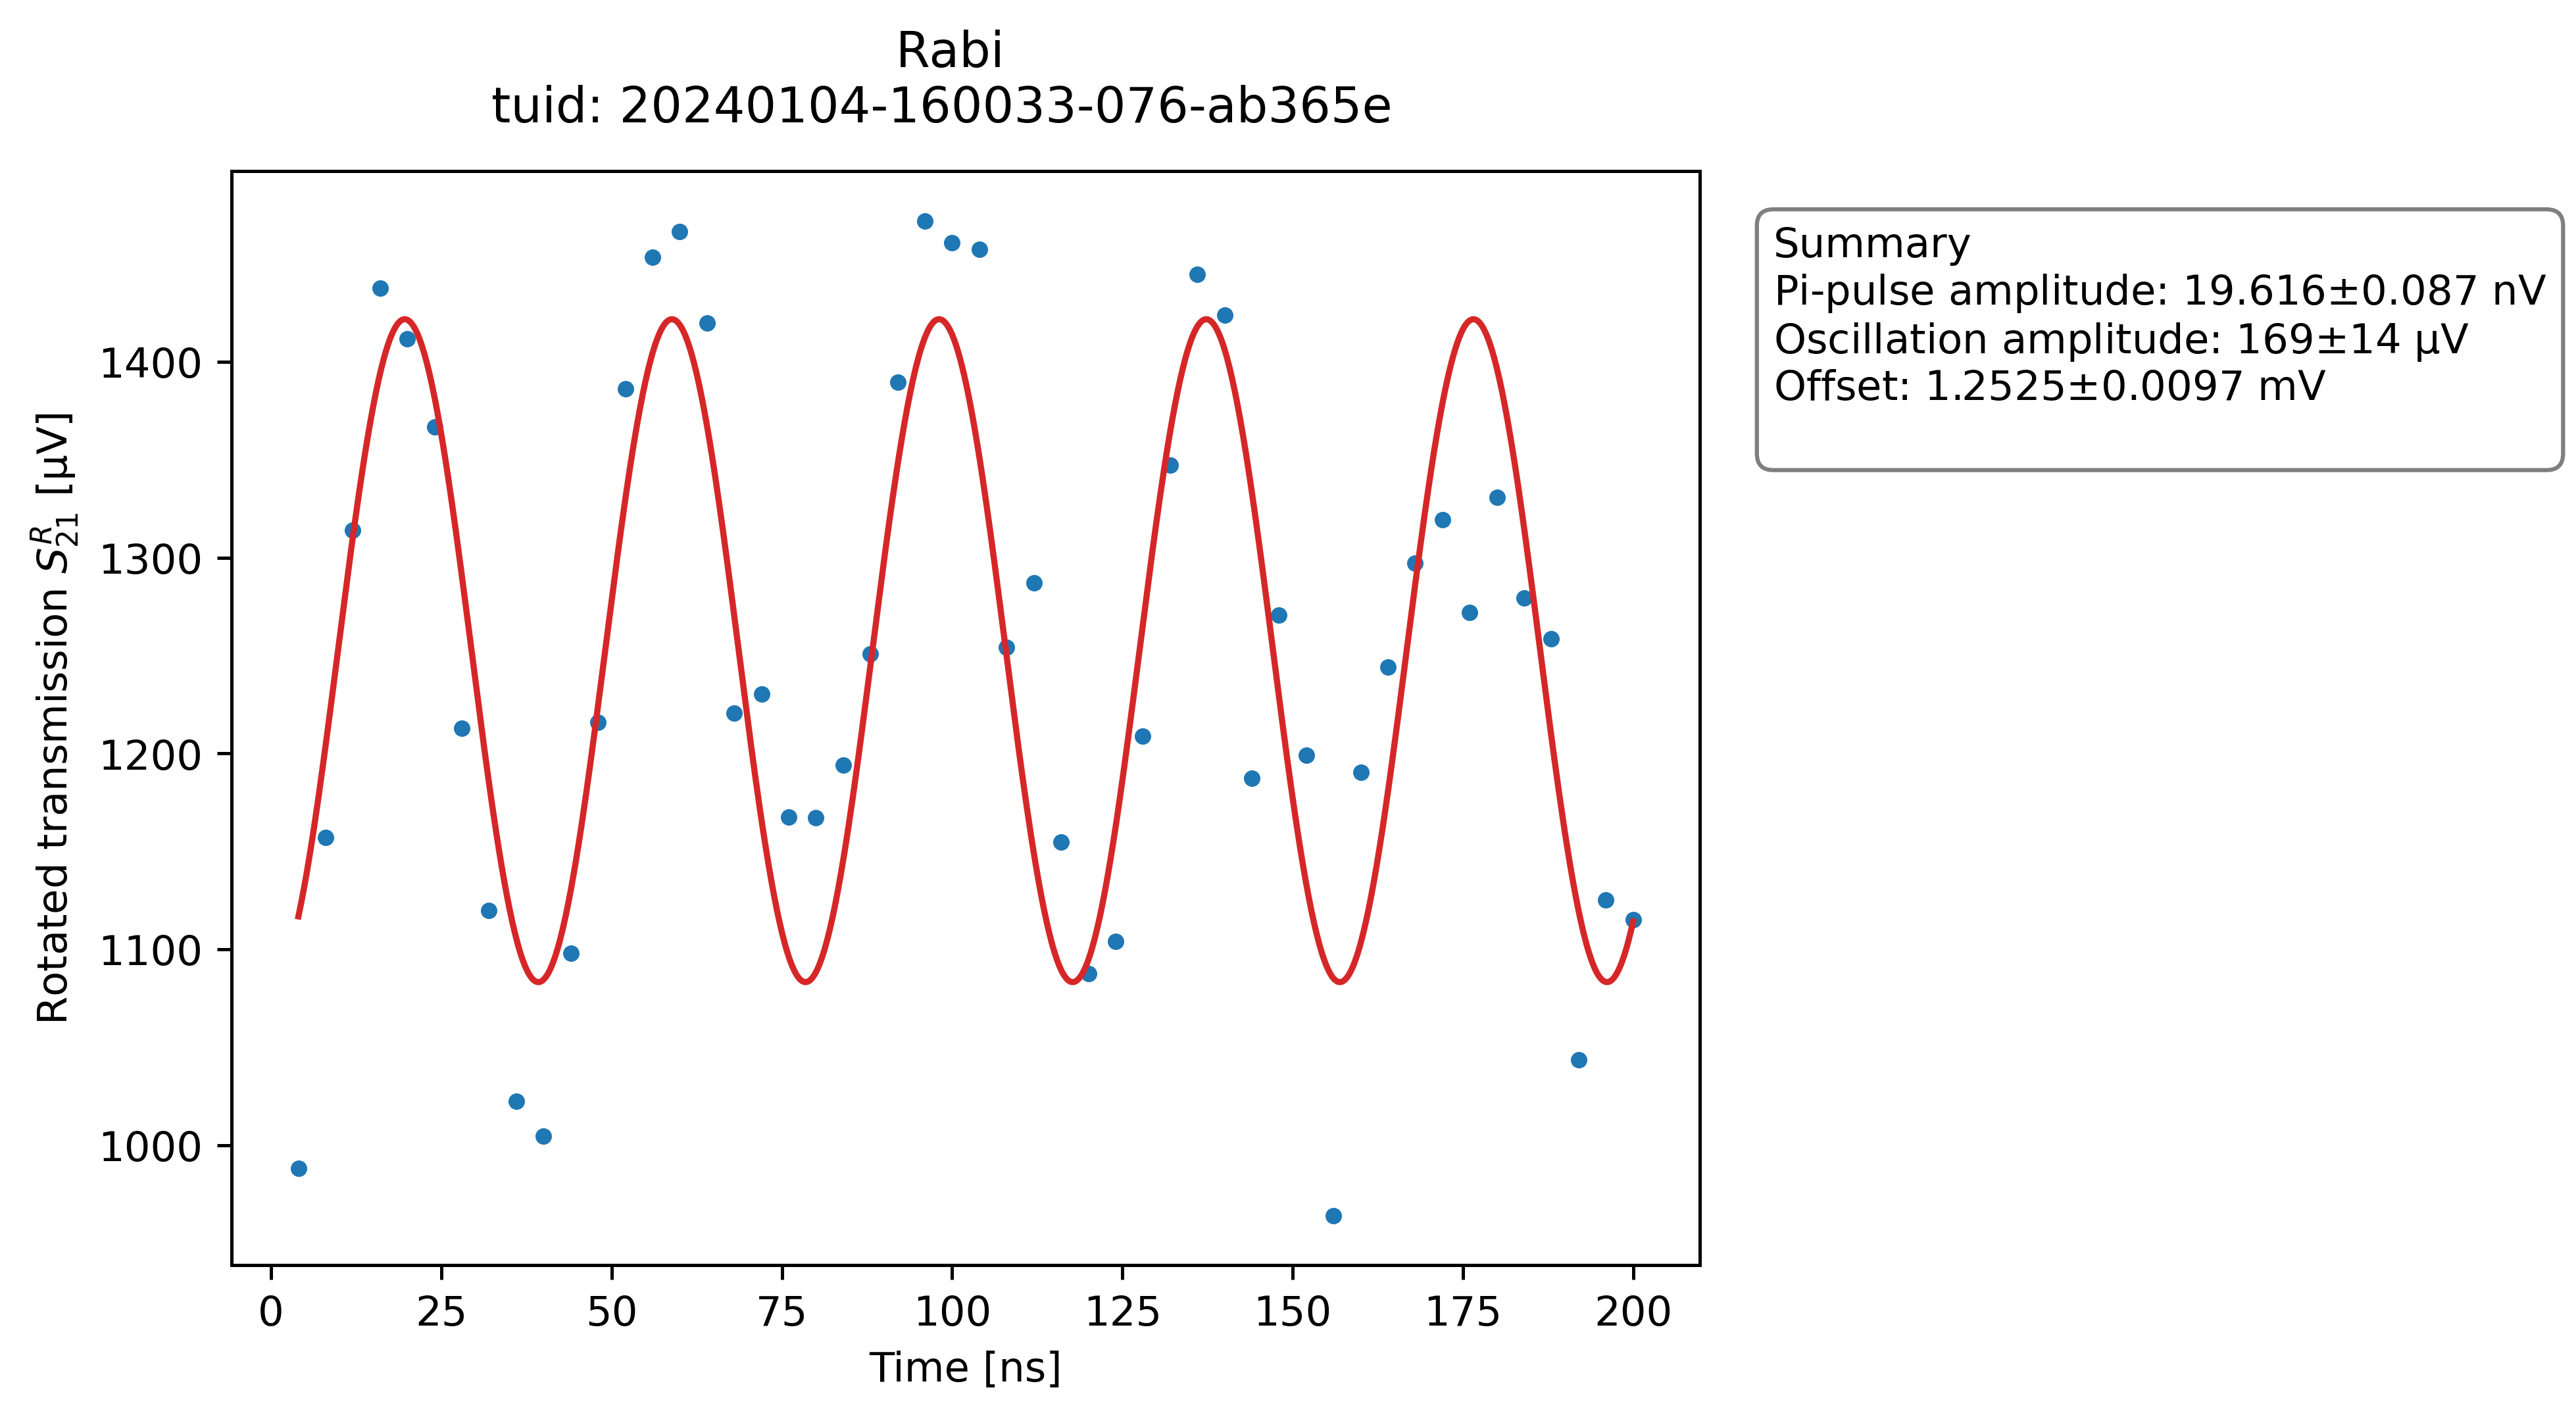 Rabi
tuid: 20240104-160033-076-ab365e
Rotated transmission $S_{21}^{R}$ [µV]
1400
1300
1200
1100
1000
0 25 50 75 100 125 150 175 200
Time [ns]
Summary
Pi-pulse amplitude: 19.616±0.087 nV
Oscillation amplitude: 169±14 µV
Offset: 1.2525±0.0097 mV